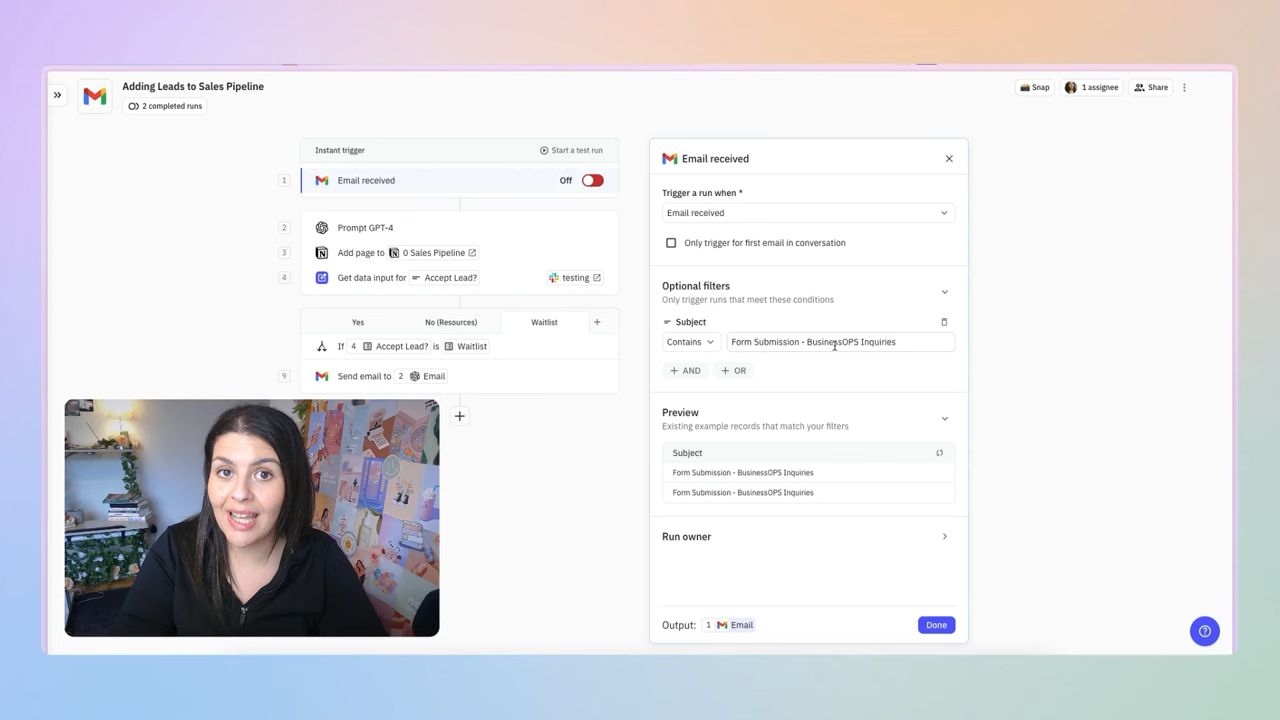 Adding Leads to Sales Pipeline
2 completed runs
Snap
1 assignee
Share
Instant trigger
Start a test run
1
Email received
Off
2
Prompt GPT-4
3
Add page to 0 Sales Pipeline
4
Get data input for Accept Lead?
testing
Yes
No (Resources)
Waitlist
If 4 Accept Lead? is Waitlist
9
Send email to 2 Email
Email received
Trigger a run when *
Email received
Only trigger for first email in conversation
Optional filters
Only trigger runs that meet these conditions
Subject
Contains
Form Submission - BusinessOPS Inquiries
+ AND
+ OR
Preview
Existing example records that match your filters
Subject
Form Submission - BusinessOPS Inquiries
Form Submission - BusinessOPS Inquiries
Run owner
Output: 1 Email
Done